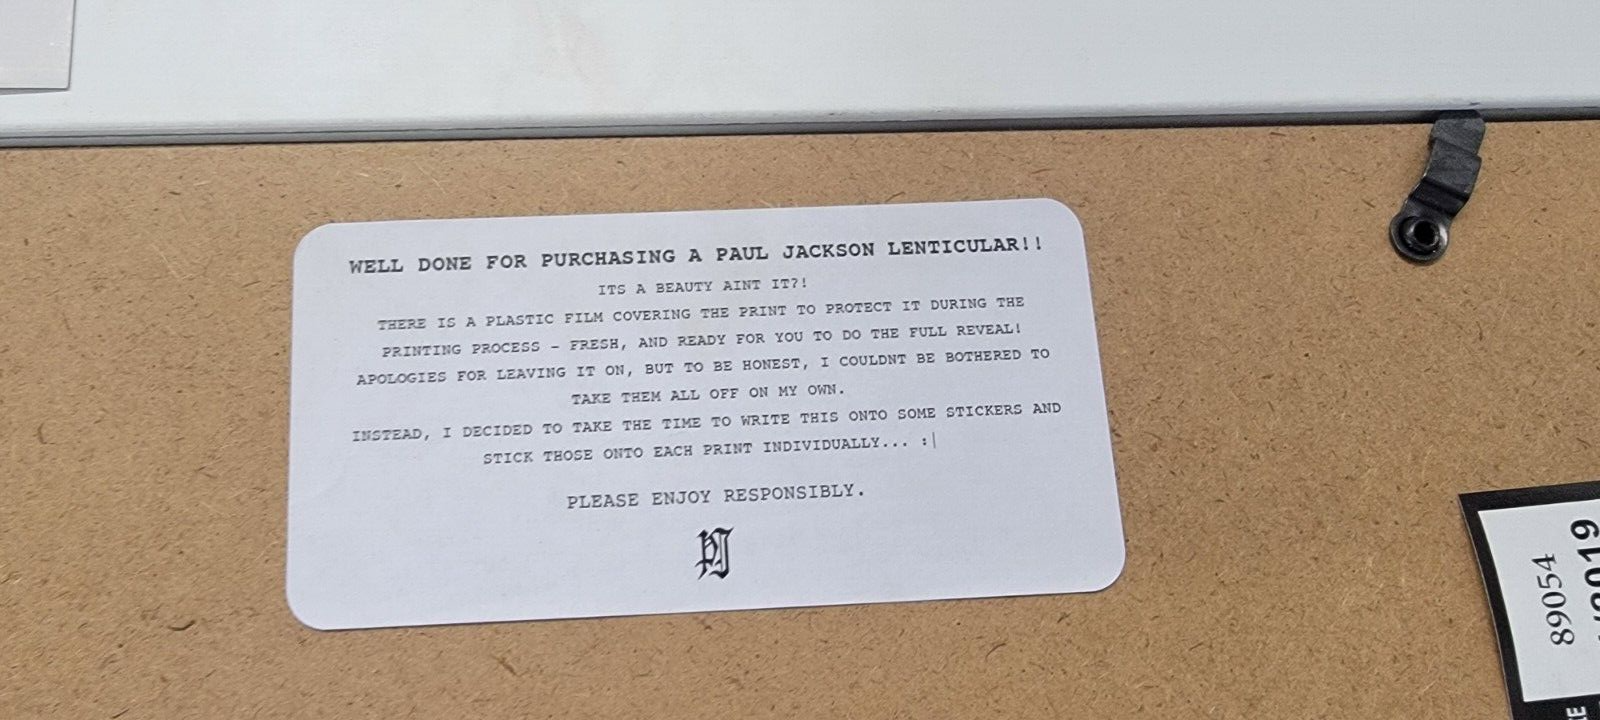 WELL DONE FOR PURCHASING A PAUL JACKSON LENTICULAR!!
ITS A BEAUTY AINT IT?!
THERE IS A PLASTIC FILM COVERING THE PRINT TO PROTECT IT DURING THE
PRINTING PROCESS - FRESH, AND READY FOR YOU TO DO THE FULL REVEAL!
APOLOGIES FOR LEAVING IT ON, BUT TO BE HONEST, I COULDNT BE BOTHERED TO
TAKE THEM ALL OFF ON MY OWN.
INSTEAD, I DECIDED TO TAKE THE TIME TO WRITE THIS ONTO SOME STICKERS AND
STICK THOSE ONTO EACH PRINT INDIVIDUALLY... :|
PLEASE ENJOY RESPONSIBLY.
PJ
89054